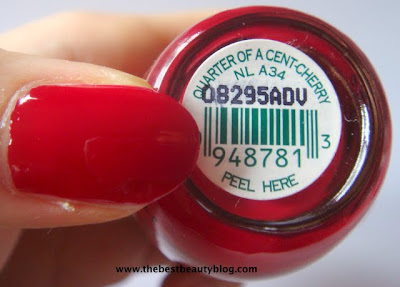 QUARTER OF A CENT-CHERRY
NL A34
08295ADV
948781 3
PEEL HERE
www.thebestbeautyblog.com